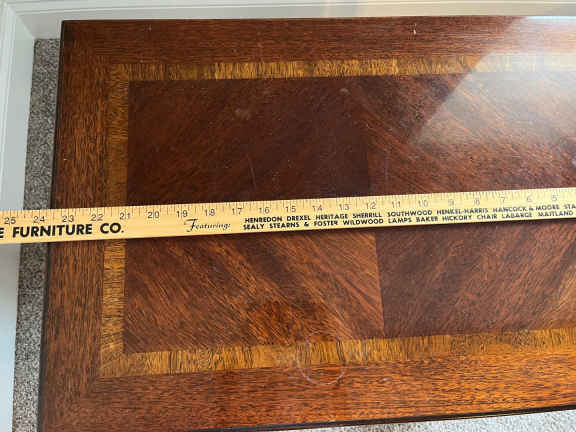 25 24 23 22 21 20 19 18 17 16 15 14 13 12 11 10 9 8 7 6 5
E FURNITURE CO. Featuring: HENREDON DREXEL HERITAGE SHERRILL SOUTHWOOD HENKEL-HARRIS HANCOCK & MOORE STA
SEALY STEARNS & FOSTER WILDWOOD LAMPS BAKER HICKORY CHAIR LABARGE MAITLAND